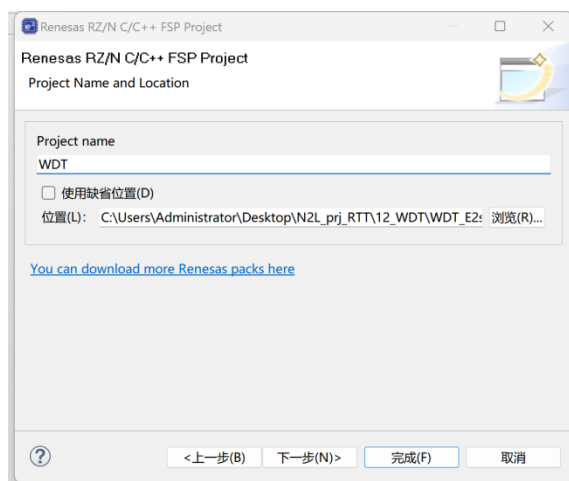 Renesas RZ/N C/C++ FSP Project
Renesas RZ/N C/C++ FSP Project
Project Name and Location
Project name
WDT
使用缺省位置(D)
位置(L): C:\Users\Administrator\Desktop\N2L_prj_RTT\12_WDT\WDT_E2s 浏览(R)...
You can download more Renesas packs here
? <上一步(B) 下一步(N)> 完成(F) 取消